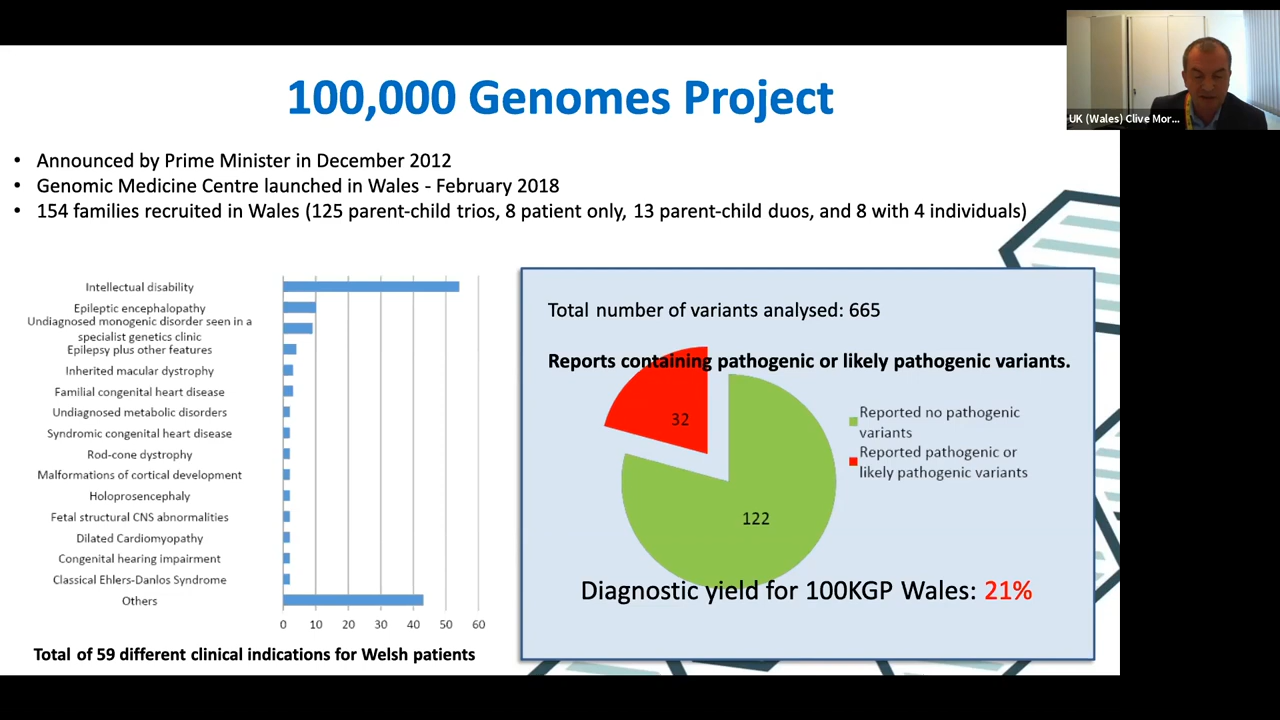 100,000 Genomes Project
UK (Wales) Clive Mor...
• Announced by Prime Minister in December 2012
• Genomic Medicine Centre launched in Wales - February 2018
• 154 families recruited in Wales (125 parent-child trios, 8 patient only, 13 parent-child duos, and 8 with 4 individuals)
Intellectual disability
Epileptic encephalopathy
Undiagnosed monogenic disorder seen in a
specialist genetics clinic
Epilepsy plus other features
Inherited macular dystrophy
Familial congenital heart disease
Undiagnosed metabolic disorders
Syndromic congenital heart disease
Rod-cone dystrophy
Malformations of cortical development
Holoprosencephaly
Fetal structural CNS abnormalities
Dilated Cardiomyopathy
Congenital hearing impairment
Classical Ehlers-Danlos Syndrome
Others
0 10 20 30 40 50 60
Total of 59 different clinical indications for Welsh patients
Total number of variants analysed: 665
Reports containing pathogenic or likely pathogenic variants.
32
122
Reported no pathogenic
variants
Reported pathogenic or
likely pathogenic variants
Diagnostic yield for 100KGP Wales: 21%